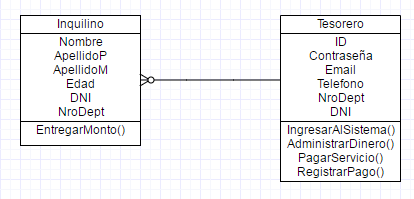 Inquilino
Nombre
ApellidoP
ApellidoM
Edad
DNI
NroDept
EntregarMonto()
Tesorero
ID
Contraseña
Email
Telefono
NroDept
DNI
IngresarAlSistema()
AdministrarDinero()
PagarServicio()
RegistrarPago()